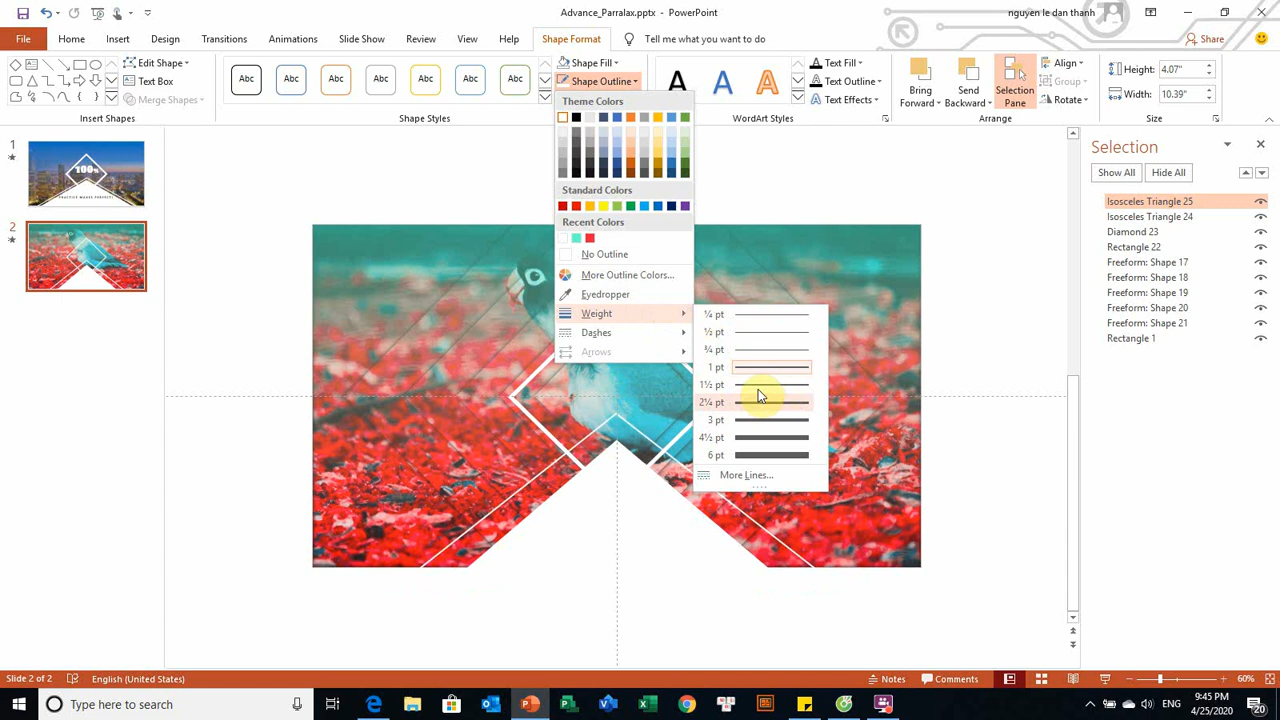 Advance_Parralax.pptx - PowerPoint
nguyen le dan thanh
File Home Insert Design Transitions Animations Slide Show Review View Help Shape Format Tell me what you want to do Share
Edit Shape
Text Box
Merge Shapes
Insert Shapes
Abc Abc Abc Abc Abc Abc Abc
Shape Styles
Shape Fill
Shape Outline
A A A
WordArt Styles
Text Fill
Text Outline
Text Effects
Bring Forward
Send Backward
Selection Pane
Align
Group
Rotate
Arrange
Height: 4.07"
Width: 10.39"
Size
Theme Colors
Standard Colors
Recent Colors
No Outline
More Outline Colors...
Eyedropper
Weight
Dashes
Arrows
¼ pt
½ pt
¾ pt
1 pt
1½ pt
2¼ pt
3 pt
4½ pt
6 pt
More Lines...
1
100%
PRACTICE MAKES PERFECT!
2
Selection
Show All Hide All
Isosceles Triangle 25
Isosceles Triangle 24
Diamond 23
Rectangle 22
Freeform: Shape 17
Freeform: Shape 18
Freeform: Shape 19
Freeform: Shape 20
Freeform: Shape 21
Rectangle 1
Slide 2 of 2 English (United States) Notes Comments 60%
Type here to search
ENG
9:45 PM
4/25/2020
20